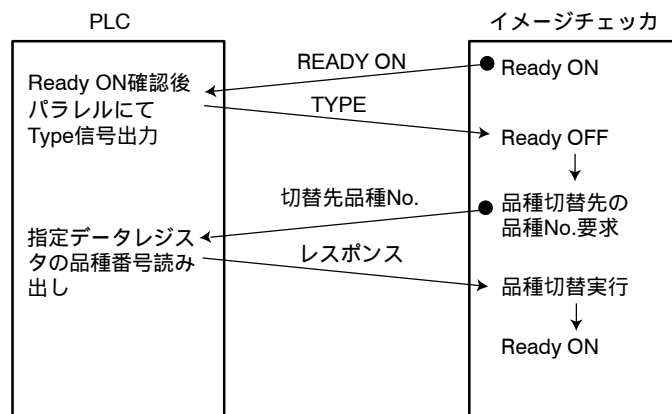 PLC
イメージチェッカ
READY ON
Ready ON
Ready ON確認後
パラレルにて
Type信号出力
TYPE
Ready OFF
切替先品種No.
品種切替先の
品種No.要求
指定データレジス
タの品種番号読み
出し
レスポンス
品種切替実行
Ready ON